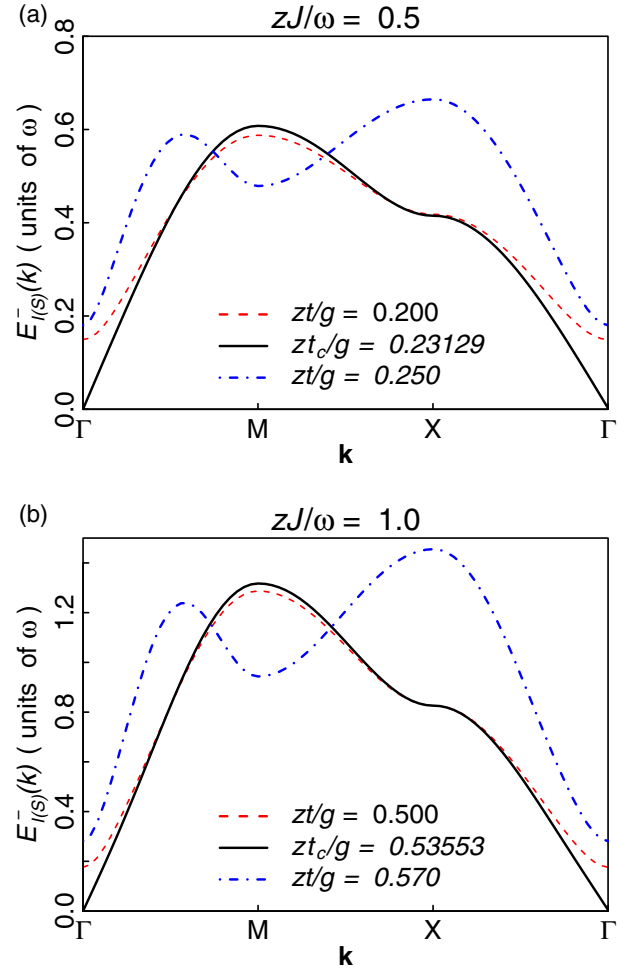 (a) zJ/ω = 0.5
E⁻I(S)(k) ( units of ω)
0.8
0.6
0.4
0.2
0.0
zt/g = 0.200
ztc/g = 0.23129
zt/g = 0.250
Γ M X Γ
k
(b) zJ/ω = 1.0
E⁻I(S)(k) ( units of ω)
1.2
0.8
0.4
0.0
zt/g = 0.500
ztc/g = 0.53553
zt/g = 0.570
Γ M X Γ
k